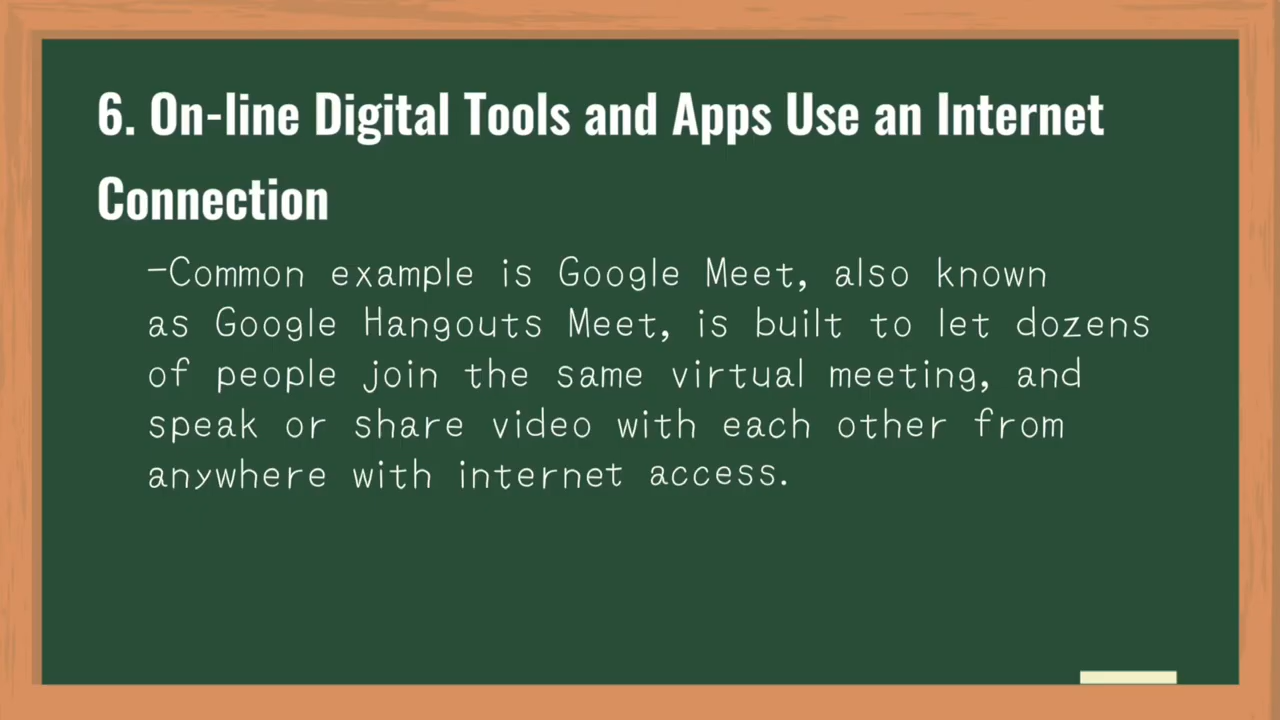 6. On-line Digital Tools and Apps Use an Internet
Connection
-Common example is Google Meet, also known
as Google Hangouts Meet, is built to let dozens
of people join the same virtual meeting, and
speak or share video with each other from
anywhere with internet access.